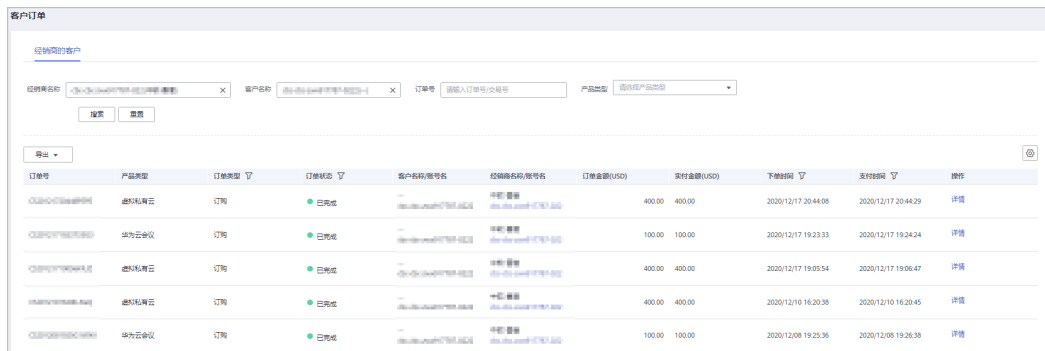 客户订单
经销商的客户
经销商名称 × 客户名称 × 订单号 请输入订单号/交易号 产品类型 请选择产品类型
搜索 重置
导出
订单号 产品类型 订单类型 订单状态 客户名称/账号名 经销商名称/账号名 订单金额(USD) 实付金额(USD) 下单时间 支付时间 操作
虚拟私有云 订购 已完成 -- 400.00 400.00 2020/12/17 20:44:08 2020/12/17 20:44:29 详情
华为云会议 订购 已完成 -- 100.00 100.00 2020/12/17 19:23:33 2020/12/17 19:24:24 详情
虚拟私有云 订购 已完成 -- 400.00 400.00 2020/12/17 19:05:54 2020/12/17 19:06:47 详情
虚拟私有云 订购 已完成 -- 400.00 400.00 2020/12/10 16:20:38 2020/12/10 16:20:45 详情
华为云会议 订购 已完成 -- 100.00 100.00 2020/12/08 19:25:36 2020/12/08 19:26:38 详情